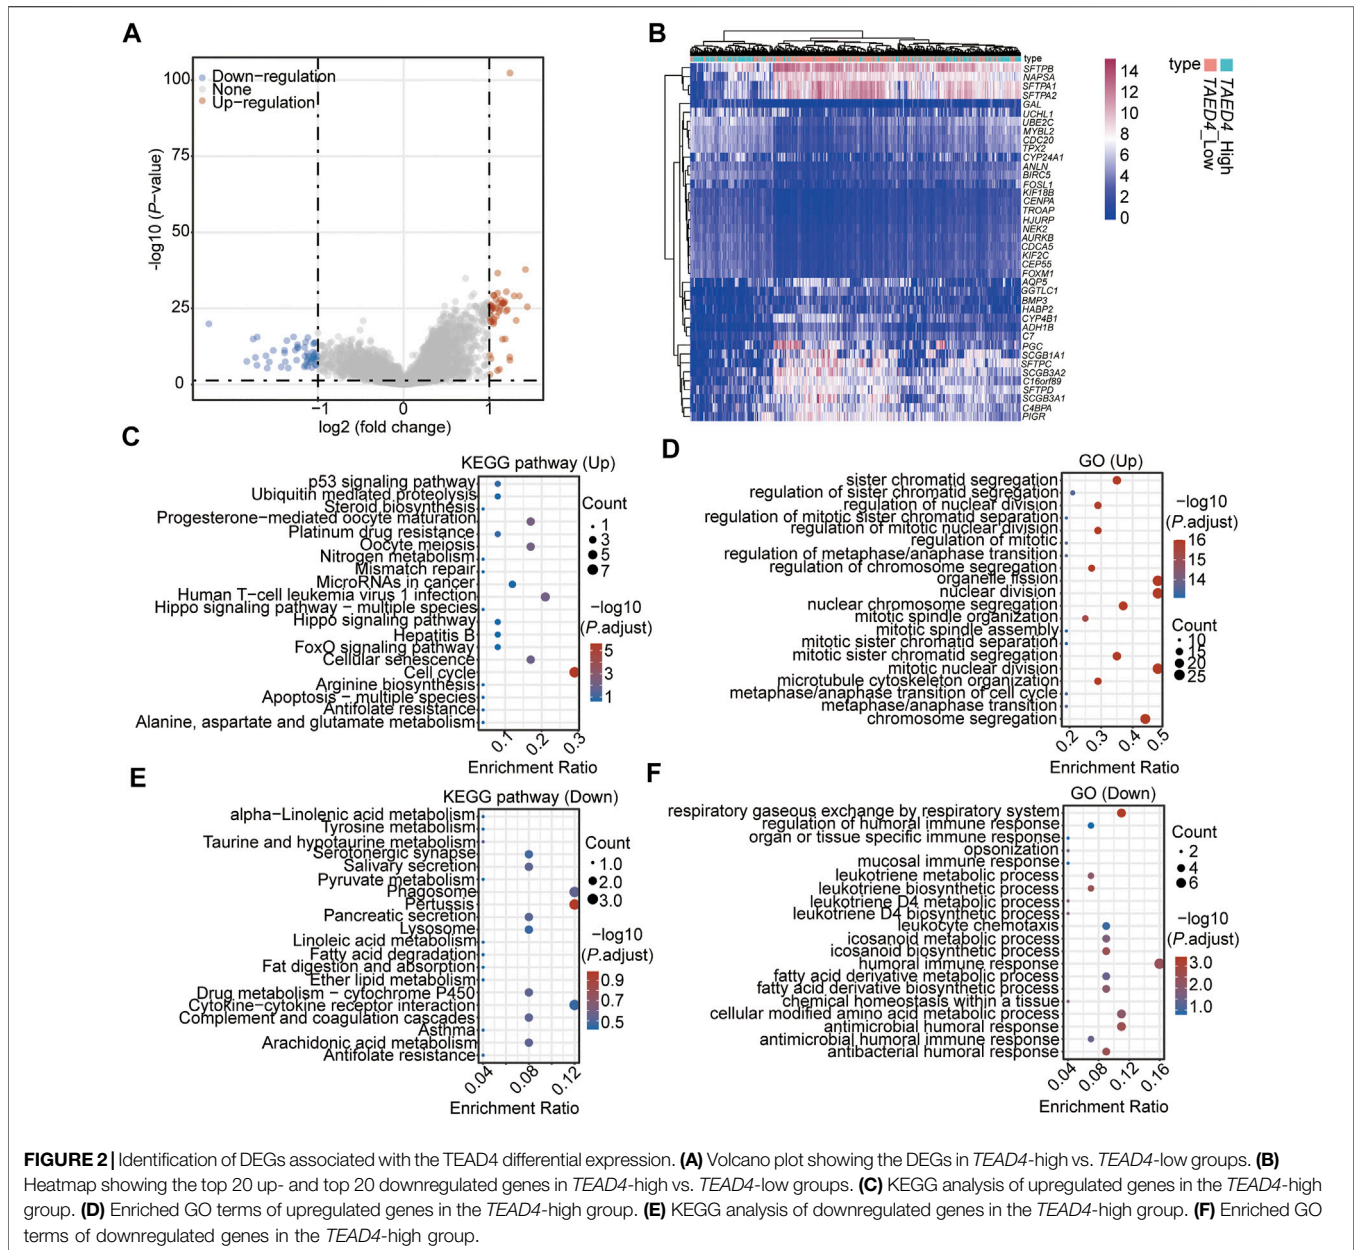 A
Down−regulation
None
Up−regulation
100
75
50
25
0
-log10 (P−value)
−1
0
1
log2 (fold change)
B
type
SFTPB
NAPSA
SFTPA1
SFTPA2
GAL
UCHL1
UBE2C
MYBL2
CDC20
TPX2
CYP24A1
ANLN
BIRC5
FOSL1
KIF18B
CENPA
TROAP
HJURP
NEK2
AURKB
CDCA5
KIF2C
CEP55
FOXM1
AQP5
GGTLC1
BMP3
HABP2
CYP4B1
ADH1B
C7
PGC
SCGB1A1
SFTPC
SCGB3A2
C16orf89
SFTPD
SCGB3A1
C4BPA
PIGR
14
12
10
8
6
4
2
0
type
TAED4_High
TAED4_Low
C
KEGG pathway (Up)
p53 signaling pathway
Ubiquitin mediated proteolysis
Steroid biosynthesis
Progesterone−mediated oocyte maturation
Platinum drug resistance
Oocyte meiosis
Nitrogen metabolism
Mismatch repair
MicroRNAs in cancer
Human T−cell leukemia virus 1 infection
Hippo signaling pathway − multiple species
Hippo signaling pathway
Hepatitis B
FoxO signaling pathway
Cellular senescence
Cell cycle
Arginine biosynthesis
Apoptosis − multiple species
Antifolate resistance
Alanine, aspartate and glutamate metabolism
0.1
0.2
0.3
Enrichment Ratio
Count
1
3
5
7
−log10
(P.adjust)
5
3
1
D
GO (Up)
sister chromatid segregation
regulation of sister chromatid segregation
regulation of nuclear division
regulation of mitotic sister chromatid separation
regulation of mitotic nuclear division
regulation of mitotic
regulation of metaphase/anaphase transition
regulation of chromosome segregation
organelle fission
nuclear division
nuclear chromosome segregation
mitotic spindle organization
mitotic spindle assembly
mitotic sister chromatid separation
mitotic sister chromatid segregation
mitotic nuclear division
microtubule cytoskeleton organization
metaphase/anaphase transition of cell cycle
metaphase/anaphase transition
chromosome segregation
0.2
0.3
0.4
0.5
Enrichment Ratio
−log10
(P.adjust)
16
15
14
Count
10
15
20
25
E
KEGG pathway (Down)
alpha−Linolenic acid metabolism
Tyrosine metabolism
Taurine and hypotaurine metabolism
Serotonergic synapse
Salivary secretion
Pyruvate metabolism
Phagosome
Pertussis
Pancreatic secretion
Lysosome
Linoleic acid metabolism
Fatty acid degradation
Fat digestion and absorption
Ether lipid metabolism
Drug metabolism − cytochrome P450
Cytokine−cytokine receptor interaction
Complement and coagulation cascades
Asthma
Arachidonic acid metabolism
Antifolate resistance
0.04
0.08
0.12
Enrichment Ratio
Count
1.0
2.0
3.0
−log10
(P.adjust)
0.9
0.7
0.5
F
GO (Down)
respiratory gaseous exchange by respiratory system
regulation of humoral immune response
organ or tissue specific immune response
opsonization
mucosal immune response
leukotriene metabolic process
leukotriene biosynthetic process
leukotriene D4 metabolic process
leukotriene D4 biosynthetic process
leukocyte chemotaxis
icosanoid metabolic process
icosanoid biosynthetic process
humoral immune response
fatty acid derivative metabolic process
fatty acid derivative biosynthetic process
chemical homeostasis within a tissue
cellular modified amino acid metabolic process
antimicrobial humoral response
antimicrobial humoral immune response
antibacterial humoral response
0.04
0.08
0.12
0.16
Enrichment Ratio
Count
2
4
6
−log10
(P.adjust)
3.0
2.0
1.0
FIGURE 2 | Identification of DEGs associated with the TEAD4 differential expression. (A) Volcano plot showing the DEGs in TEAD4-high vs. TEAD4-low groups. (B)
Heatmap showing the top 20 up- and top 20 downregulated genes in TEAD4-high vs. TEAD4-low groups. (C) KEGG analysis of upregulated genes in the TEAD4-high
group. (D) Enriched GO terms of upregulated genes in the TEAD4-high group. (E) KEGG analysis of downregulated genes in the TEAD4-high group. (F) Enriched GO
terms of downregulated genes in the TEAD4-high group.